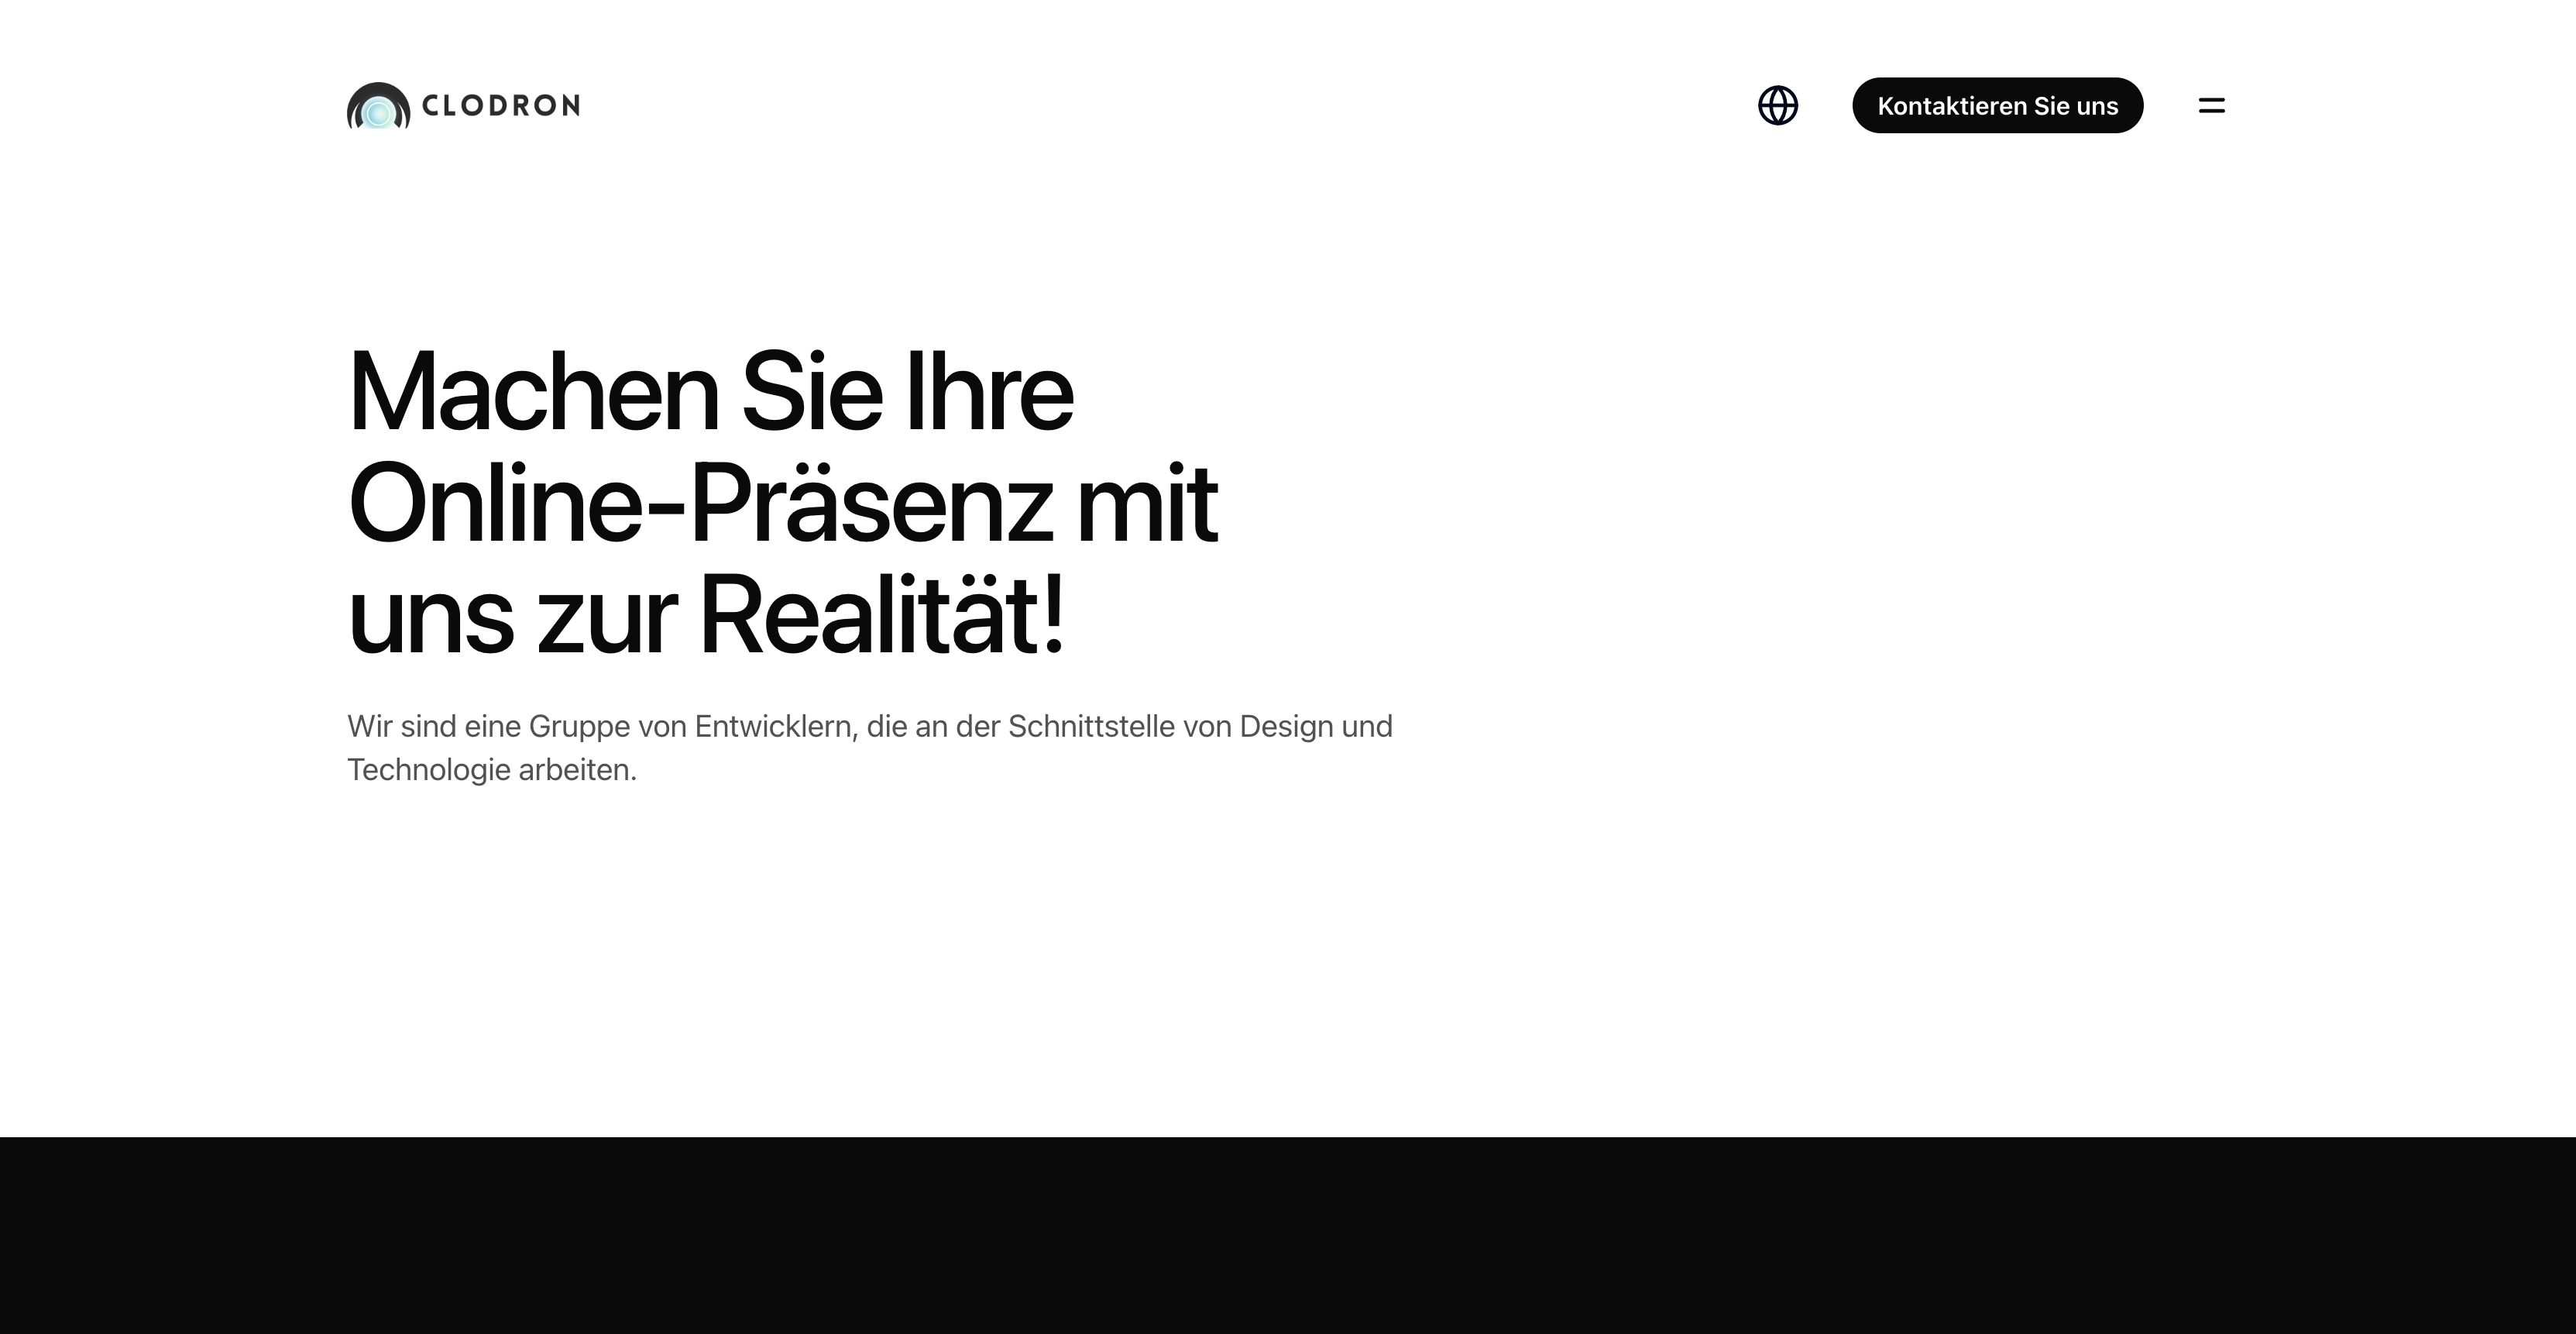 CLODRON
Kontaktieren Sie uns
Machen Sie Ihre
Online-Präsenz mit
uns zur Realität!
Wir sind eine Gruppe von Entwicklern, die an der Schnittstelle von Design und
Technologie arbeiten.